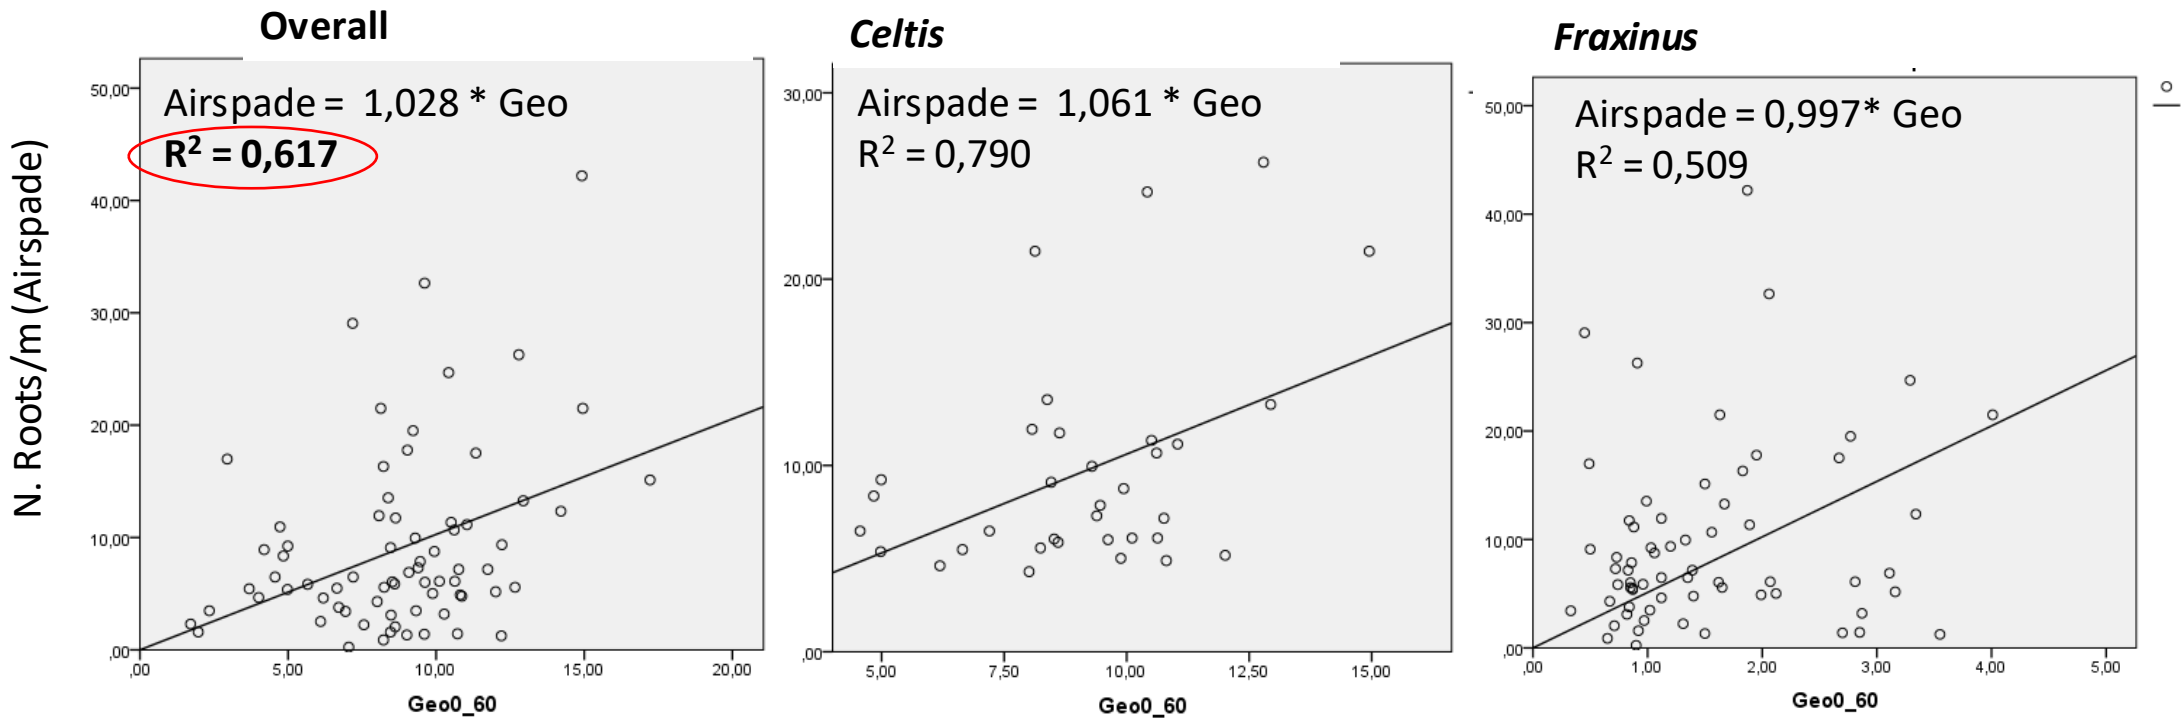 Overall
Celtis
Fraxinus
N. Roots/m (Airspade)
Airspade = 1,028 * Geo
R² = 0,617
50,00
40,00
30,00
20,00
10,00
,00
,00 5,00 10,00 15,00 20,00
Geo0_60
Airspade = 1,061 * Geo
R² = 0,790
30,00
20,00
10,00
,00
5,00 7,50 10,00 12,50 15,00
Geo0_60
Airspade = 0,997* Geo
R² = 0,509
50,00
40,00
30,00
20,00
10,00
,00
,00 1,00 2,00 3,00 4,00 5,00
Geo0_60